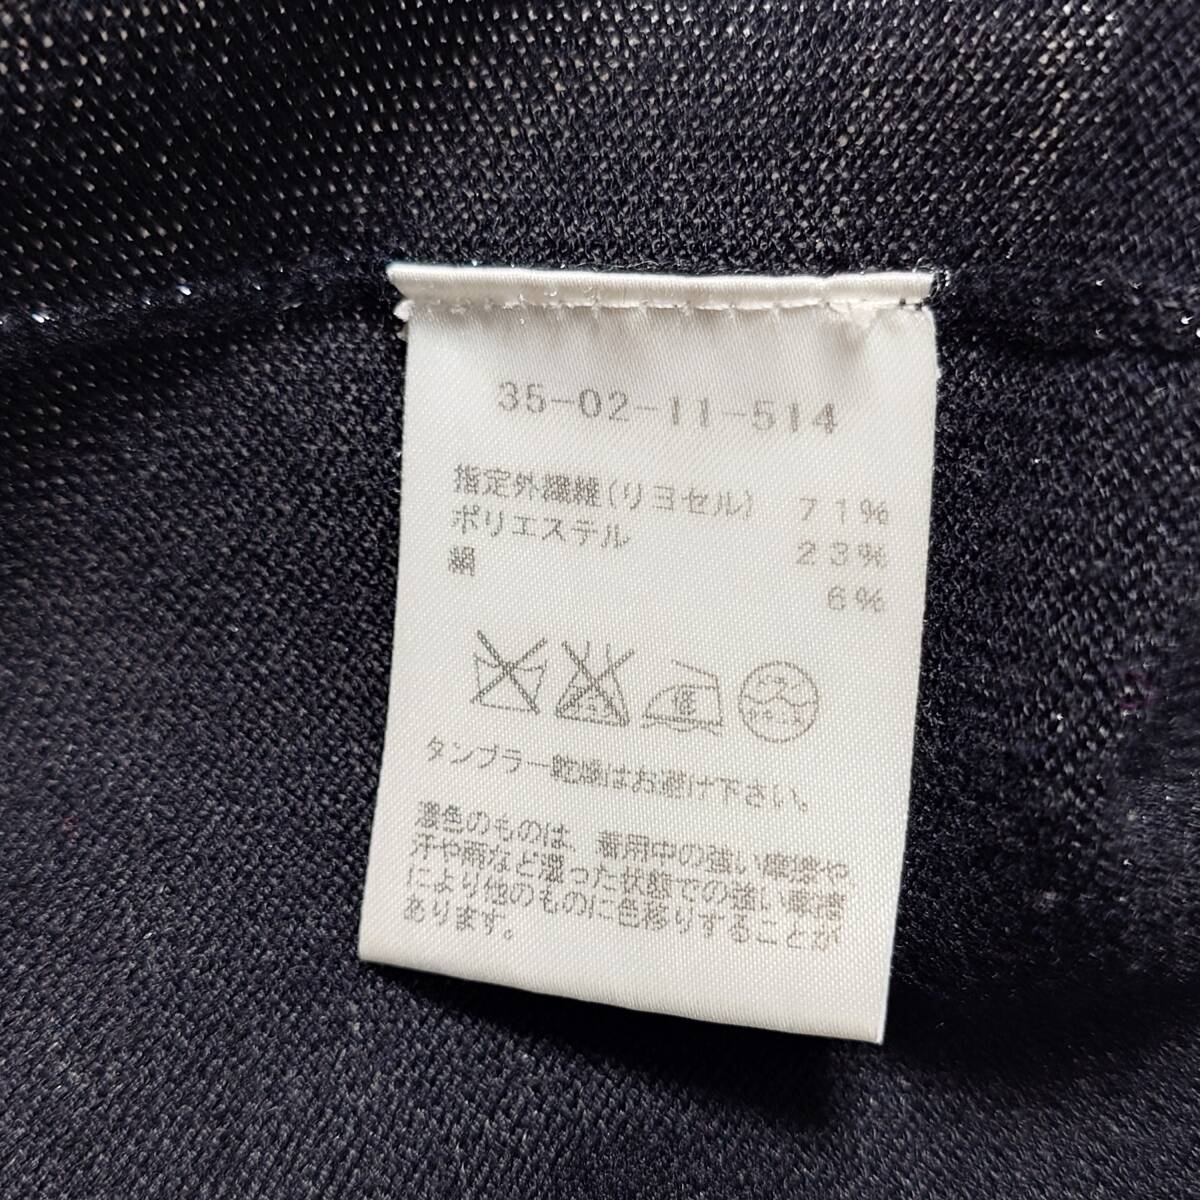 35-02-11-514
指定外繊維(リヨセル) 71%
ポリエステル 23%
絹 6%
タンブラー乾燥はお避け下さい。
濃色のものは、着用中の強い摩擦や、
汗や雨など湿った状態での強い摩擦
により他のものに色移りすることが
あります。